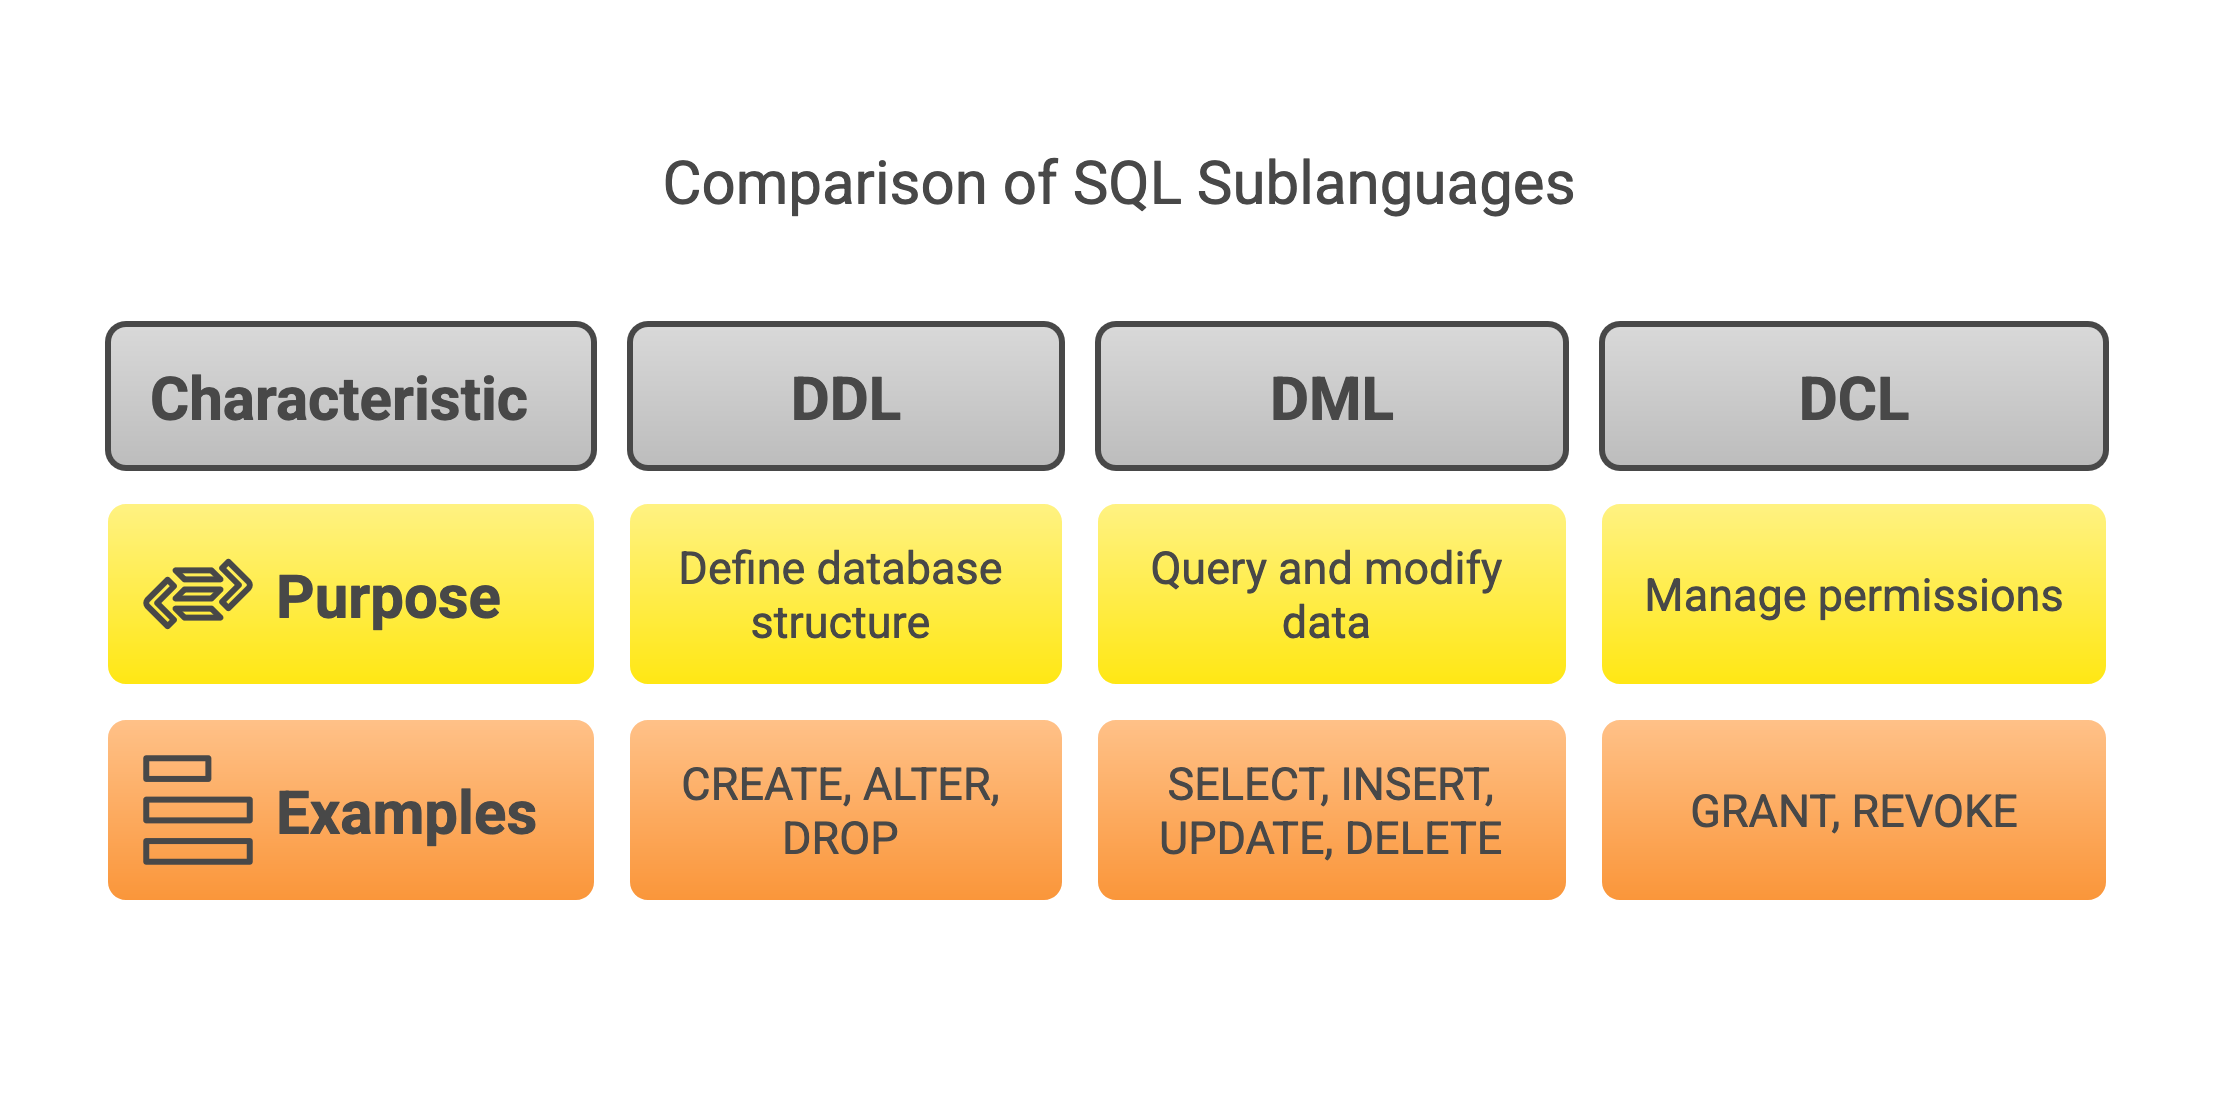 Comparison of SQL Sublanguages
Characteristic
DDL
DML
DCL
Purpose
Define database
structure
Query and modify
data
Manage permissions
Examples
CREATE, ALTER,
DROP
SELECT, INSERT,
UPDATE, DELETE
GRANT, REVOKE